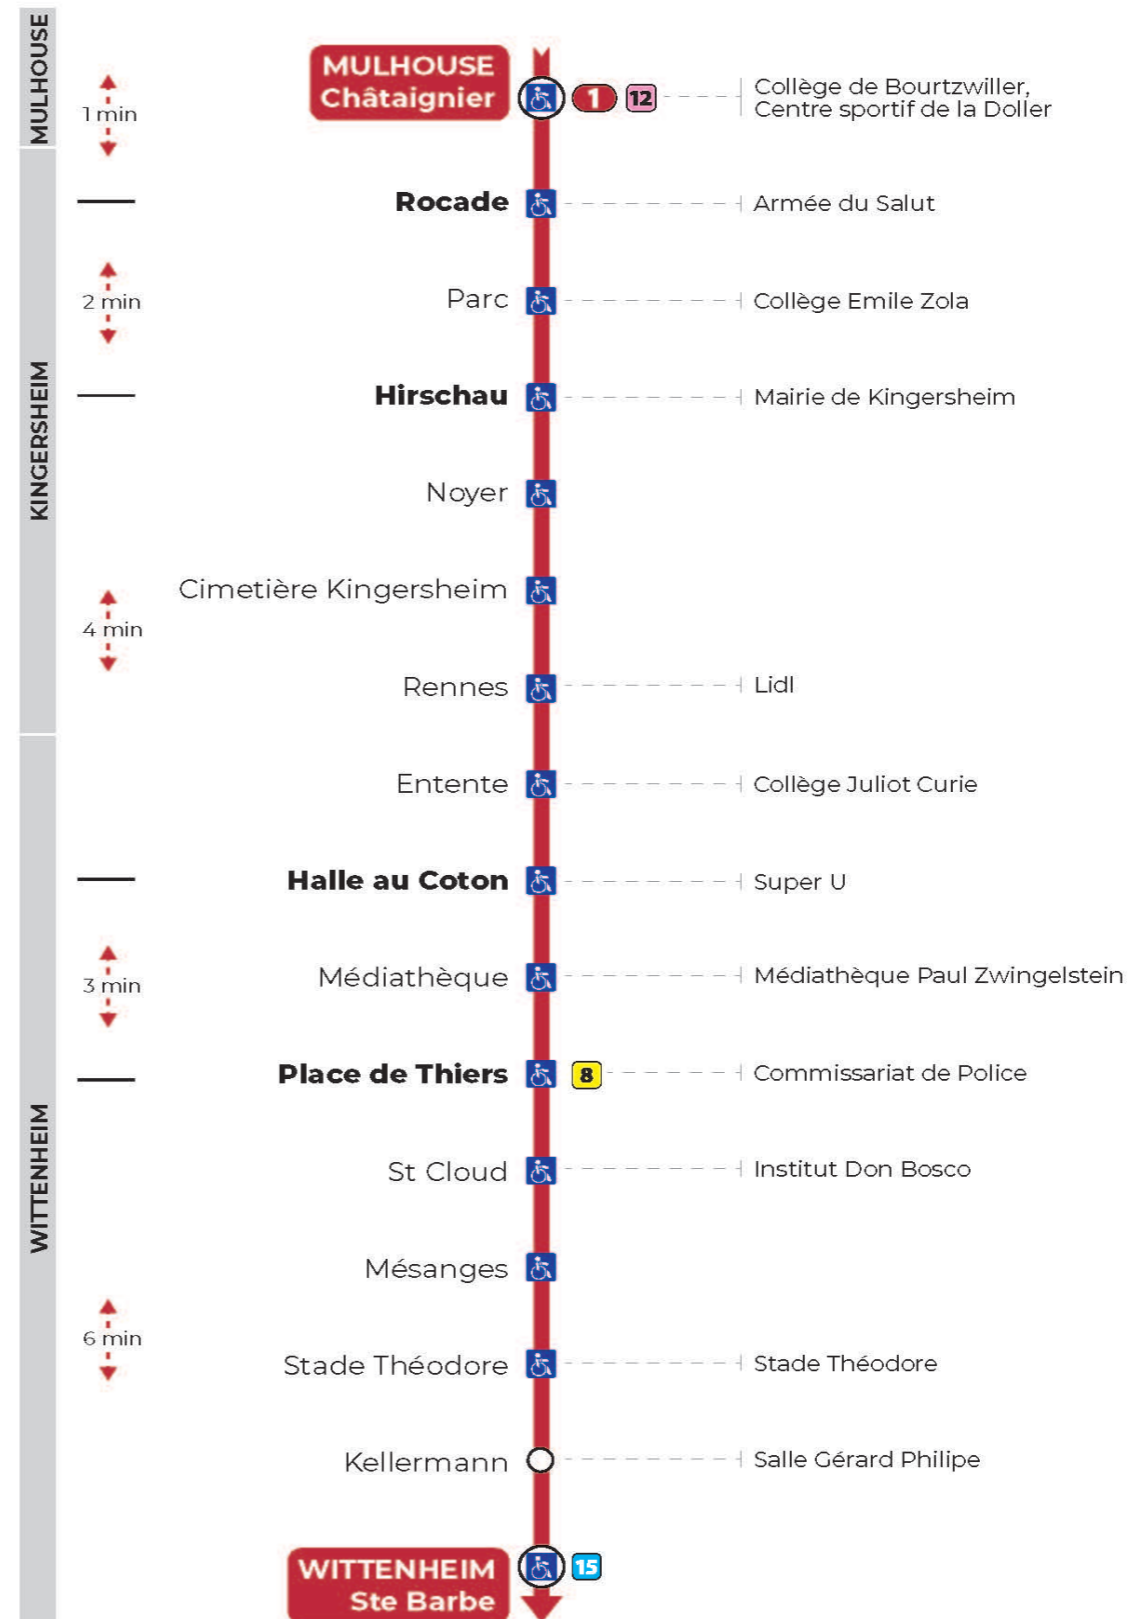 MULHOUSE
MULHOUSE
Châtaignier
1
12
Collège de Bourtzwiller,
Centre sportif de la Doller
1 min
KINGERSHEIM
Rocade
Armée du Salut
2 min
Parc
Collège Emile Zola
Hirschau
Mairie de Kingersheim
Noyer
Cimetière Kingersheim
4 min
Rennes
Lidl
WITTENHEIM
Entente
Collège Juliot Curie
Halle au Coton
Super U
3 min
Médiathèque
Médiathèque Paul Zwingelstein
Place de Thiers
8
Commissariat de Police
St Cloud
Institut Don Bosco
Mésanges
6 min
Stade Théodore
Stade Théodore
Kellermann
Salle Gérard Philipe
WITTENHEIM
Ste Barbe
15